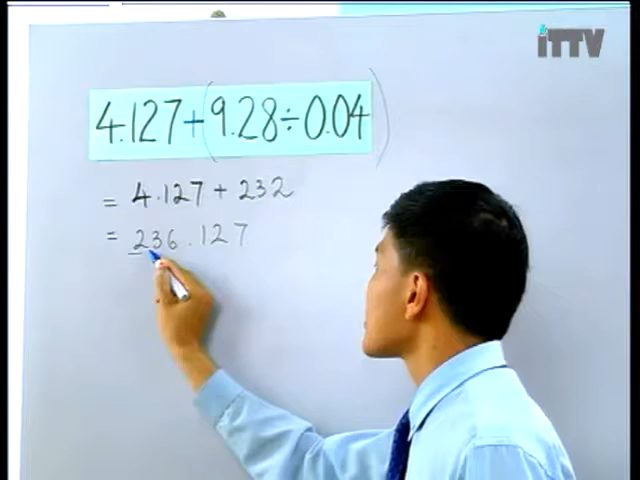 iTTV
4.127+(9.28÷0.04)
= 4.127 + 232
= 236.127